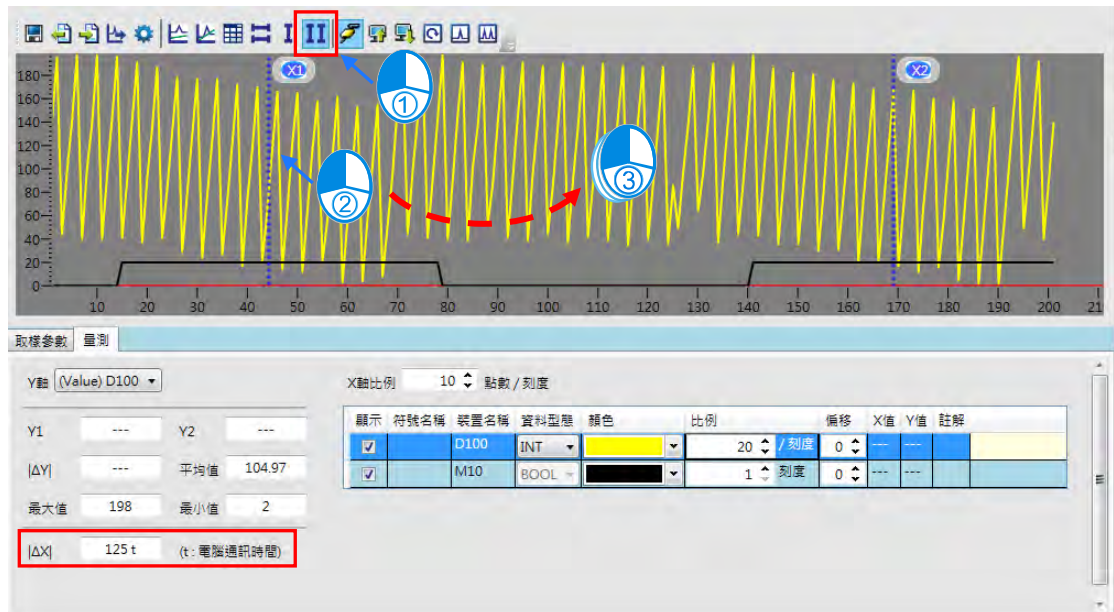 X1
X2
①
②
③
180
160
140
120
100
80
60
40
20
0
10 20 30 40 50 60 70 80 90 100 110 120 130 140 150 160 170 180 190 200 21
取樣參數 量測
Y軸 (Value) D100
X軸比例 10 點數/刻度
Y1 --- Y2 ---
|ΔY| --- 平均值 104.97
最大值 198 最小值 2
|ΔX| 125 t (t : 電腦通訊時間)
顯示 符號名稱 裝置名稱 資料型態 顏色 比例 偏移 X值 Y值 註解
D100 INT 20 /刻度 0 --- ---
M10 BOOL 1 刻度 0 --- ---